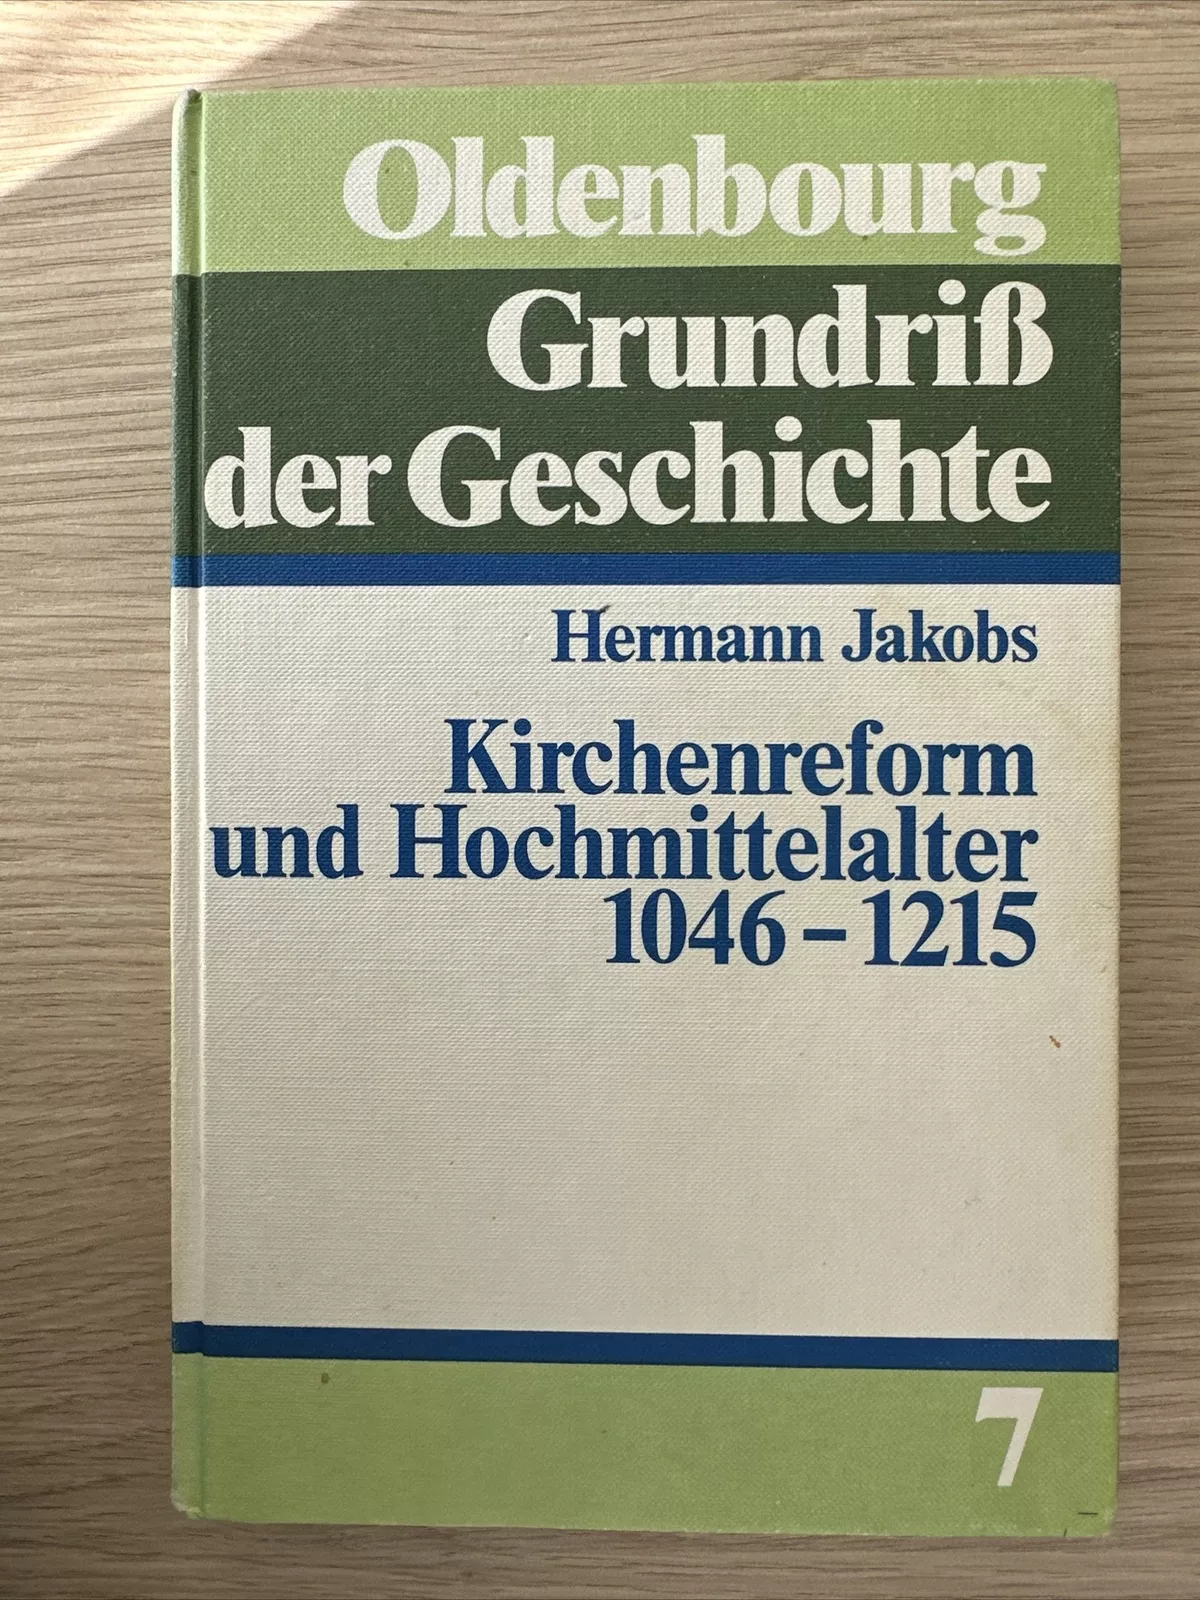 Oldenbourg
Grundriß
der Geschichte
Hermann Jakobs
Kirchenreform
und Hochmittelalter
1046 – 1215
7